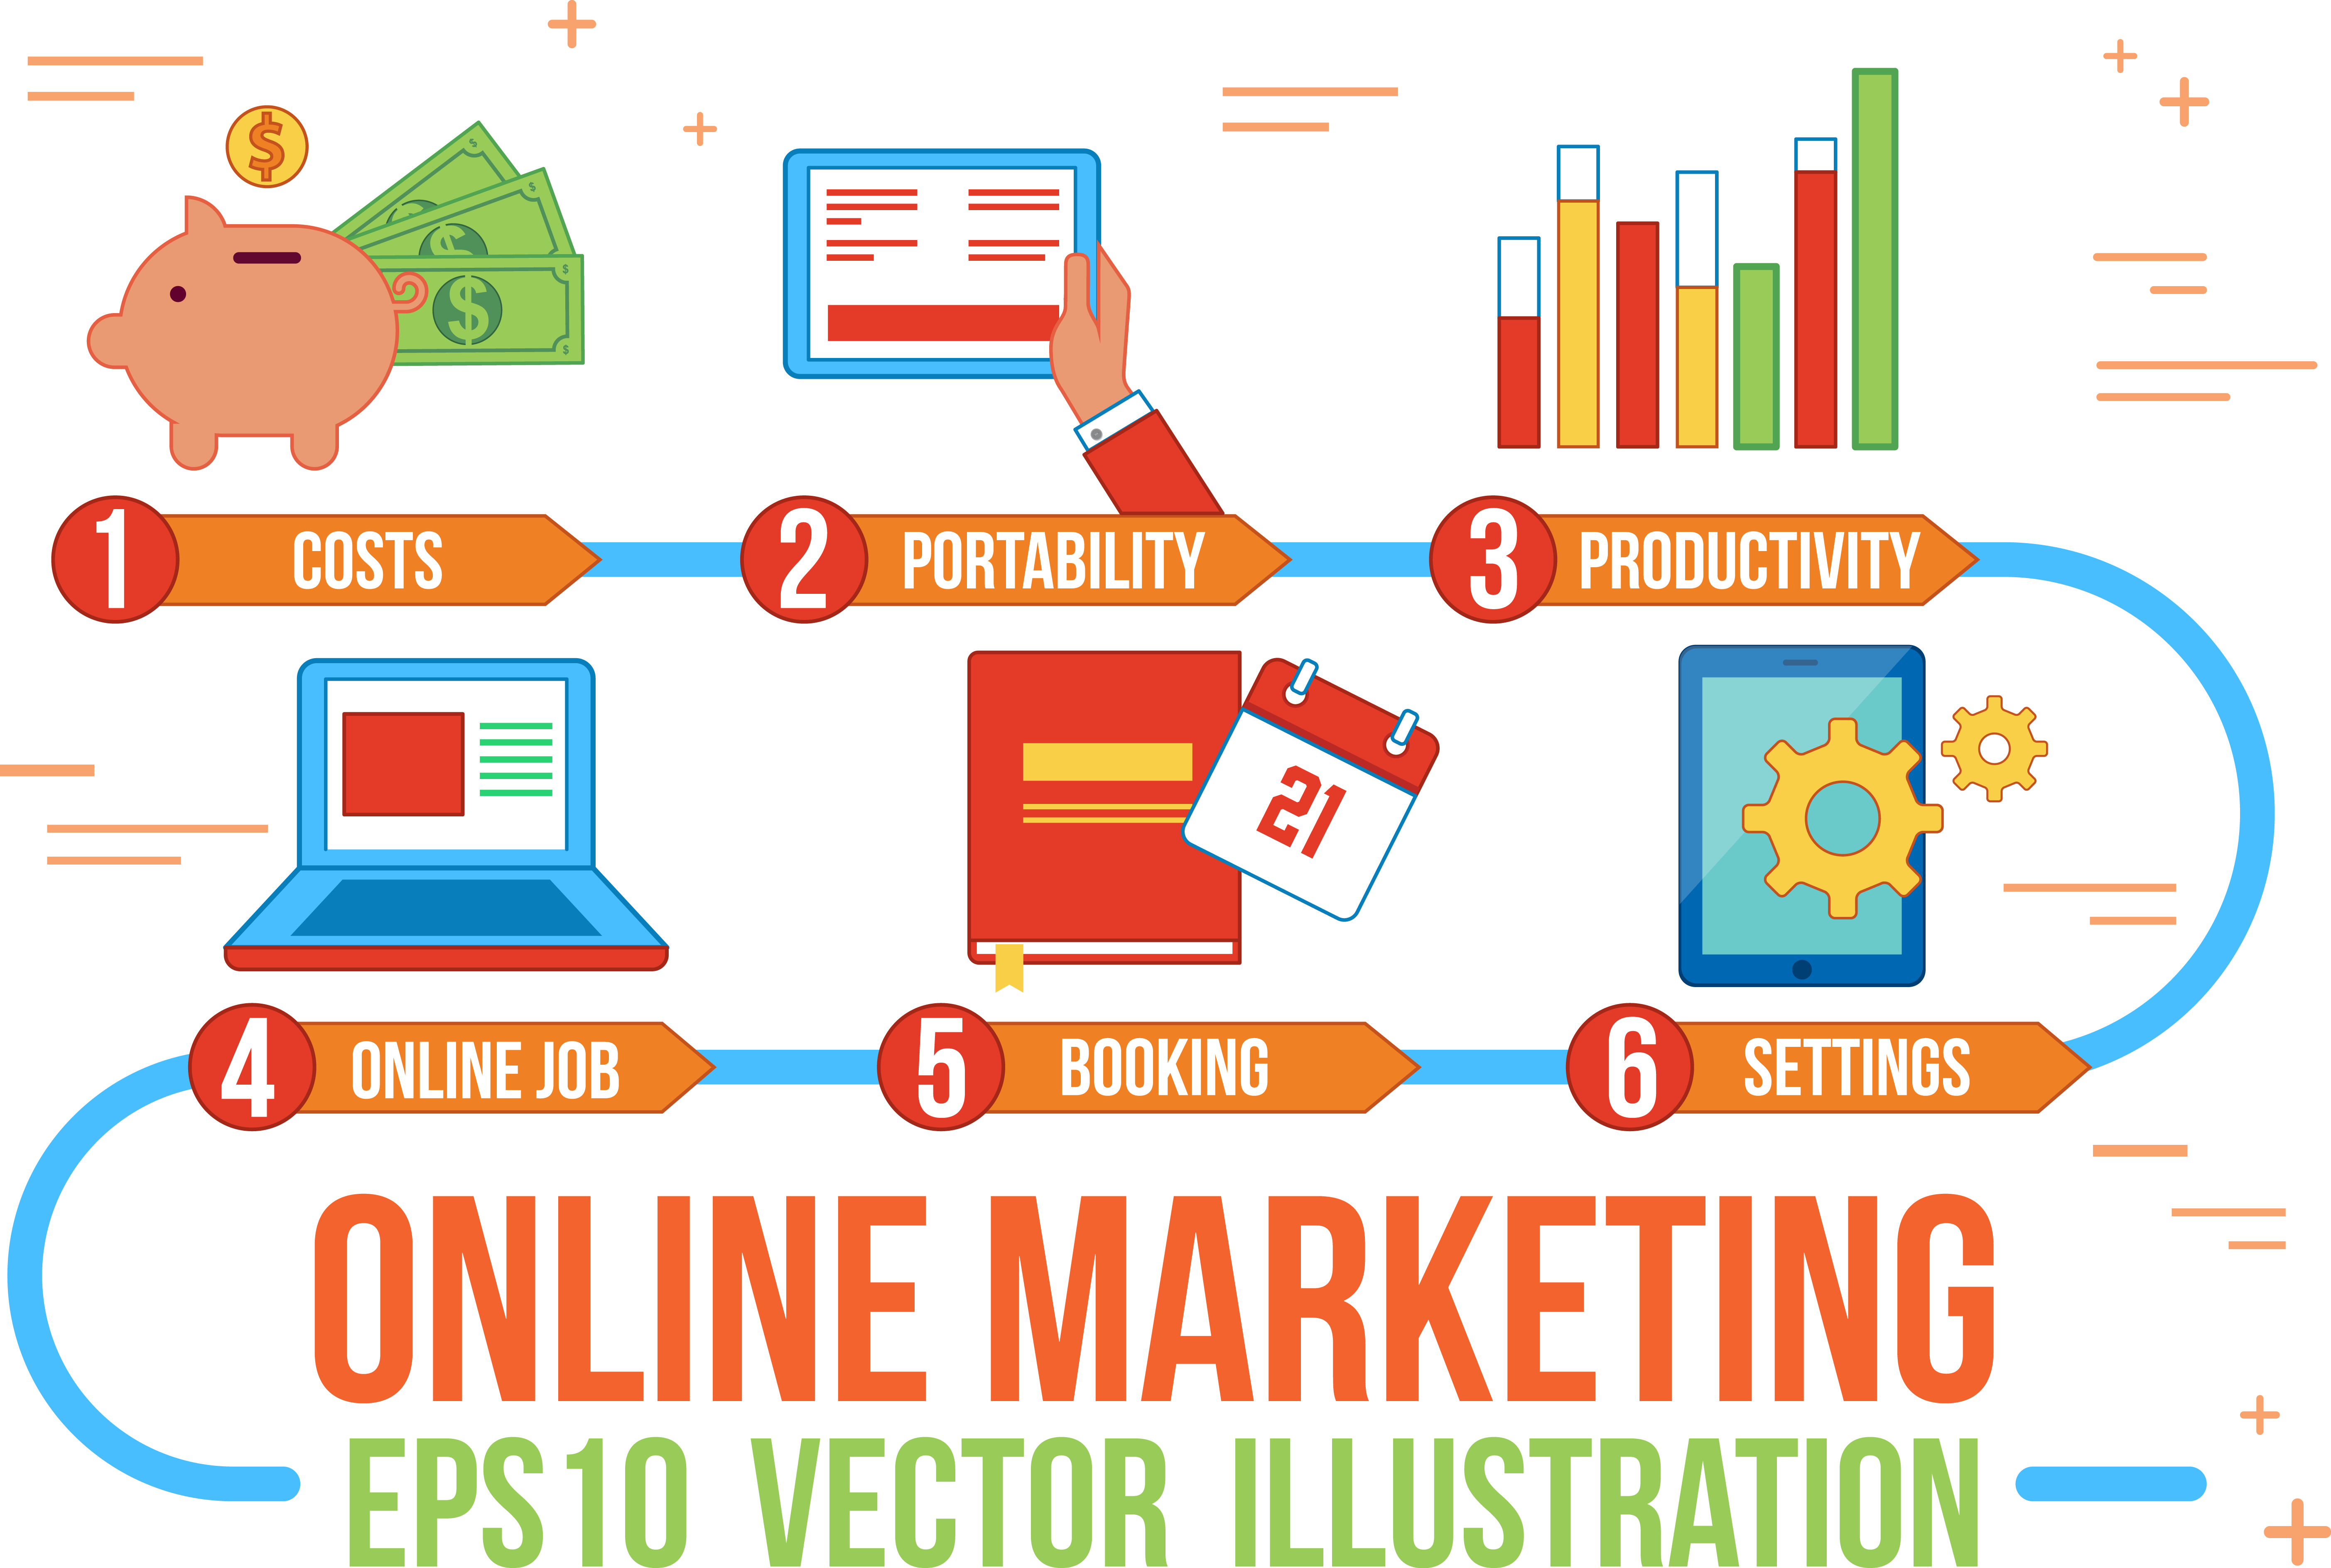 $
$
$
$
$
$
$
$
1 COSTS
2 PORTABILITY
3 PRODUCTIVITY
21
4 ONLINE JOB
5 BOOKING
6 SETTINGS
ONLINE MARKETING
EPS10 VECTOR ILLUSTRATION